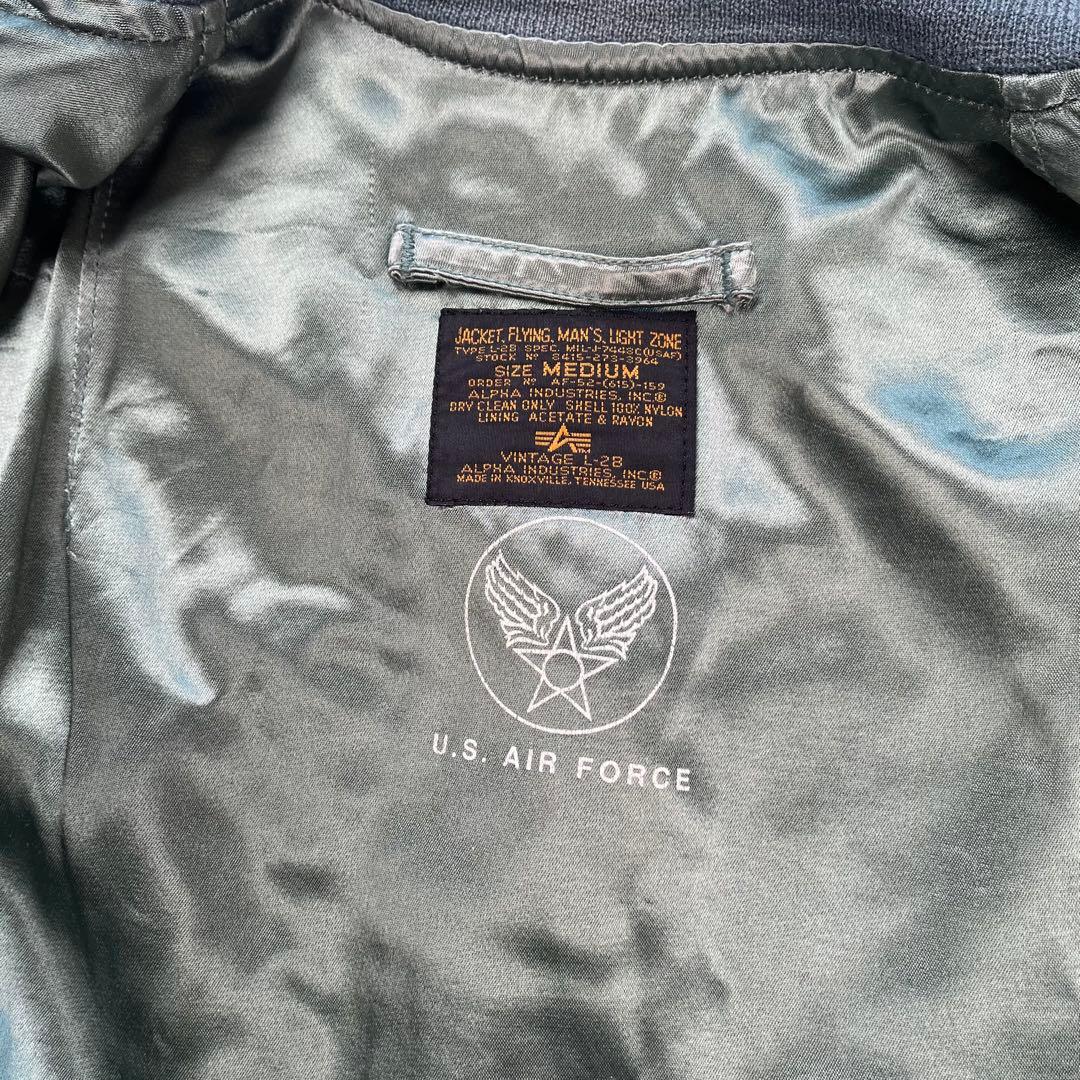 JACKET, FLYING, MAN'S, LIGHT ZONE
TYPE L-2B SPEC. MIL-J-7448C(USAF)
STOCK Nº 8415-273-3964
SIZE MEDIUM
ORDER Nº AF-52-(615)-159
ALPHA INDUSTRIES, INC®
DRY CLEAN ONLY SHELL 100% NYLON
LINING ACETATE & RAYON
VINTAGE L-2B
ALPHA INDUSTRIES, INC®
MADE IN KNOXVILLE, TENNESSEE USA
U.S. AIR FORCE